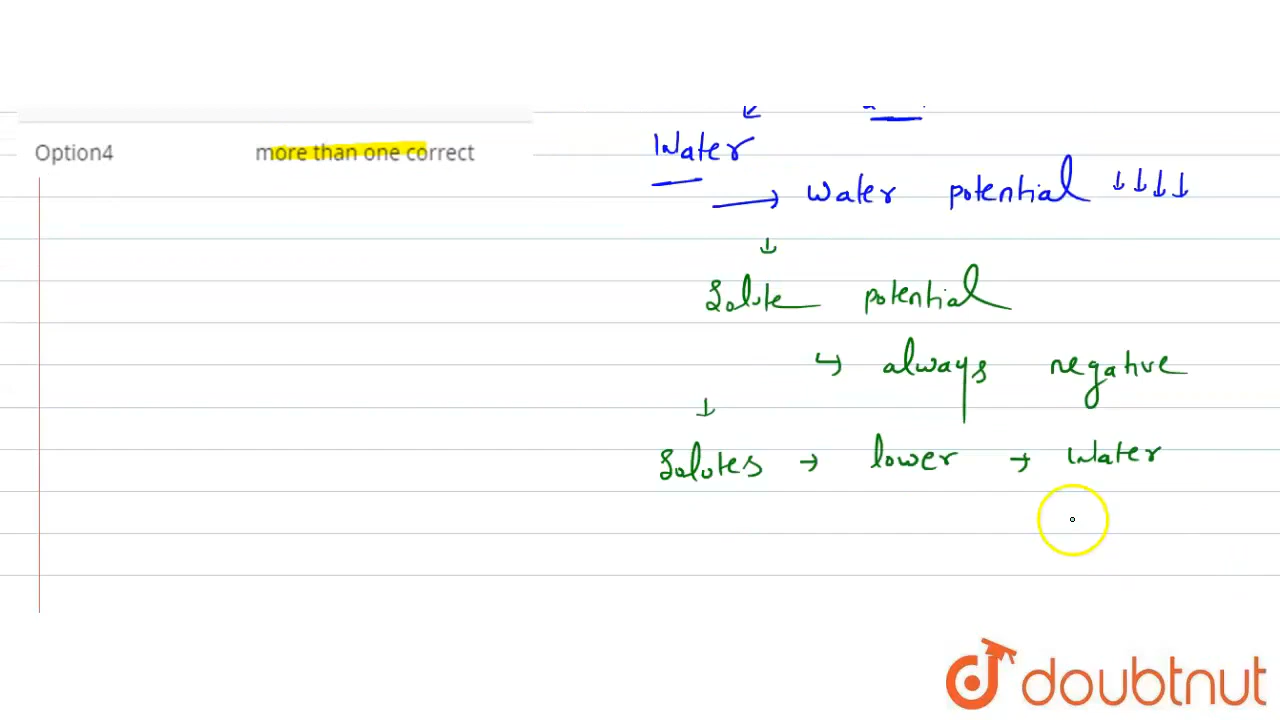 Option4 more than one correct
Water
→ Water potential ↓↓↓↓
↓
Solute potential
↳ always negative
↓
Solutes → lower → Water
doubtnut